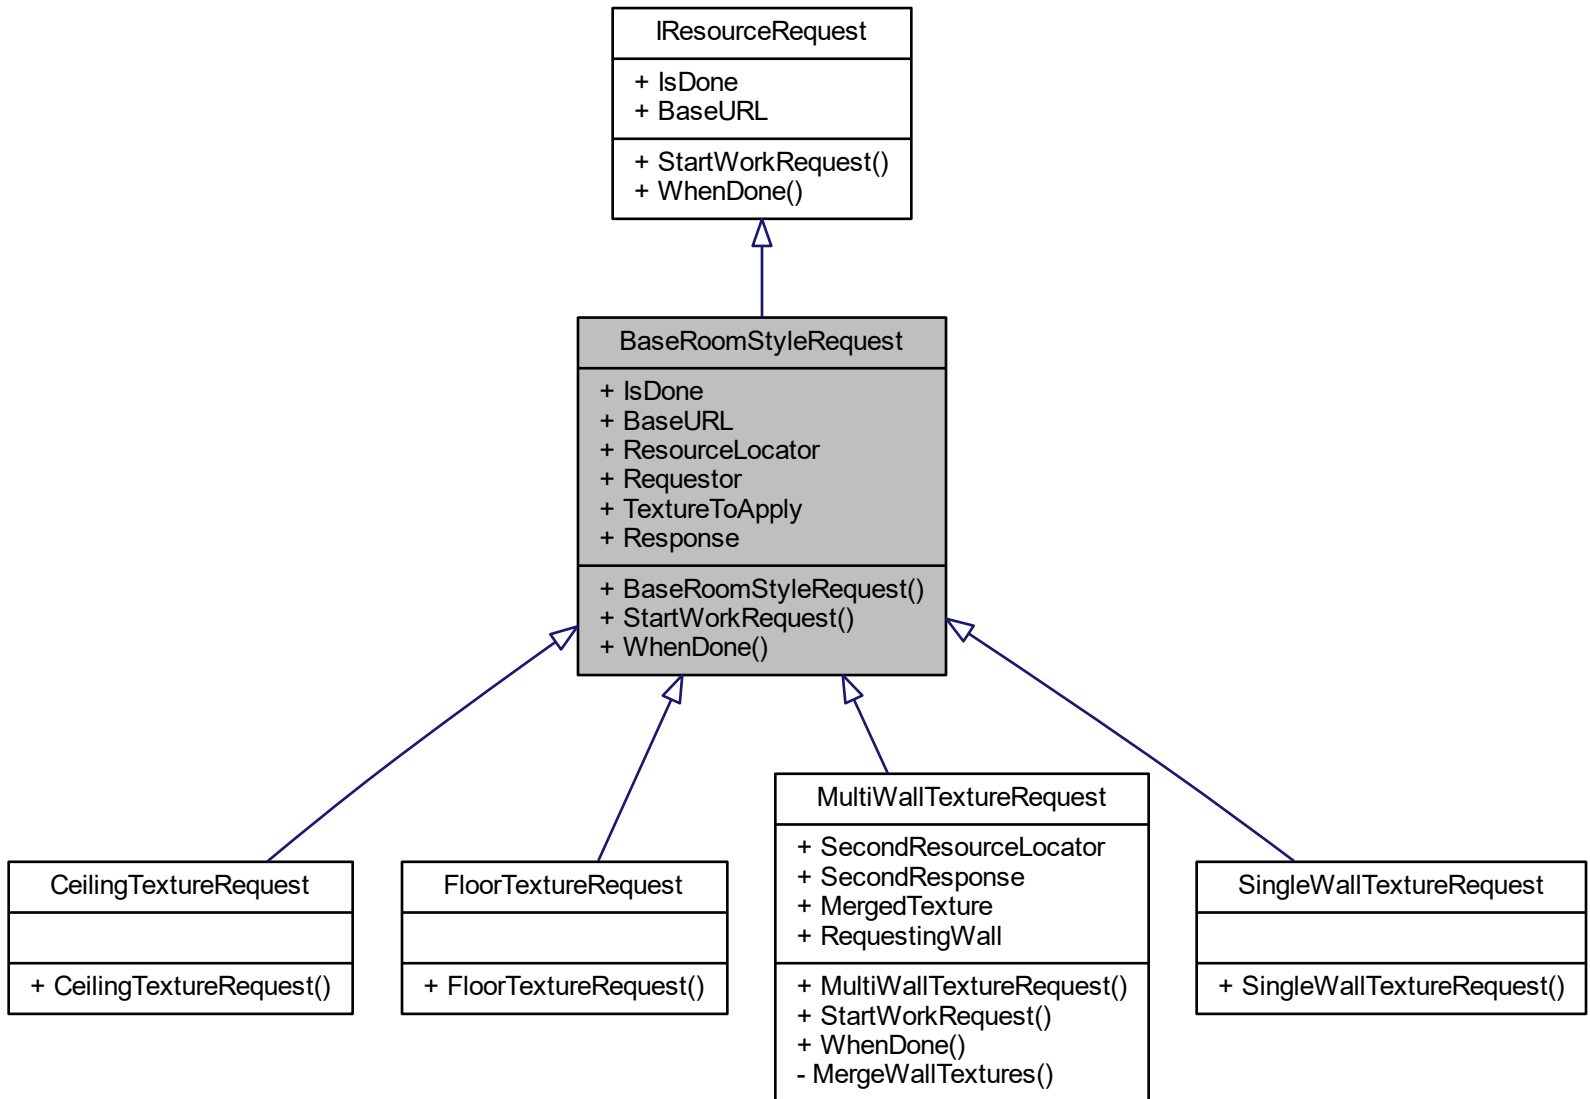 IResourceRequest
+ IsDone
+ BaseURL
+ StartWorkRequest()
+ WhenDone()
BaseRoomStyleRequest
+ IsDone
+ BaseURL
+ ResourceLocator
+ Requestor
+ TextureToApply
+ Response
+ BaseRoomStyleRequest()
+ StartWorkRequest()
+ WhenDone()
CeilingTextureRequest
+ CeilingTextureRequest()
FloorTextureRequest
+ FloorTextureRequest()
MultiWallTextureRequest
+ SecondResourceLocator
+ SecondResponse
+ MergedTexture
+ RequestingWall
+ MultiWallTextureRequest()
+ StartWorkRequest()
+ WhenDone()
- MergeWallTextures()
SingleWallTextureRequest
+ SingleWallTextureRequest()